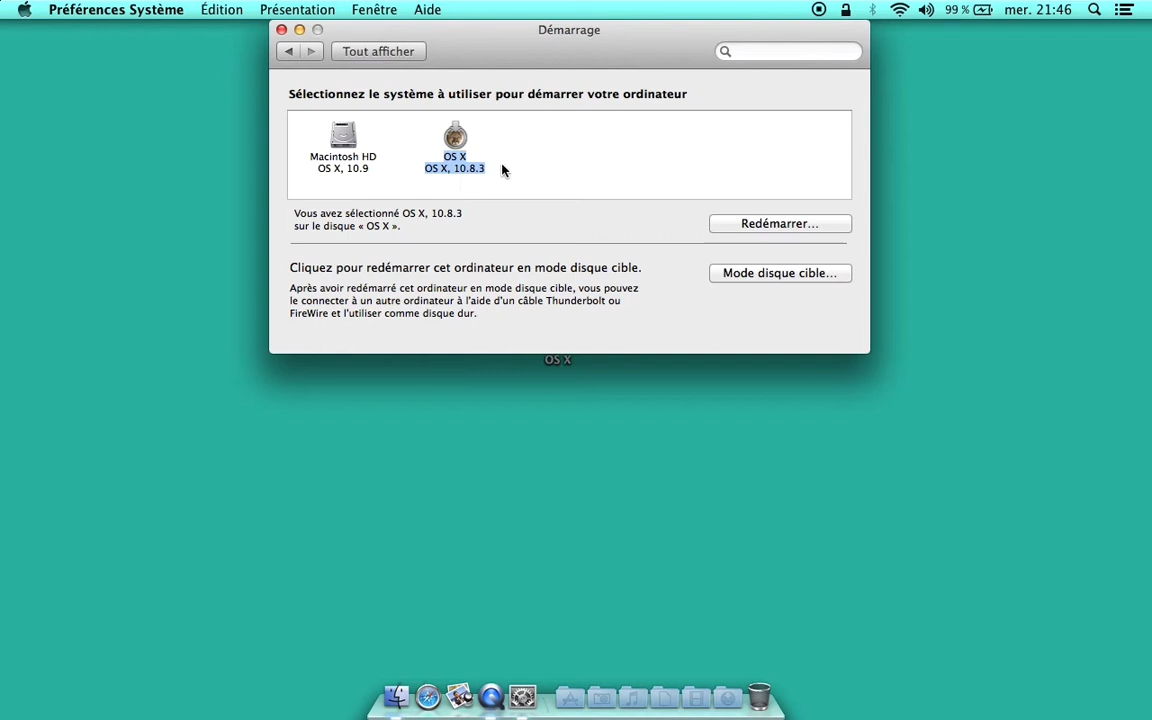 Préférences Système Édition Présentation Fenêtre Aide 99 % mer. 21:46
Démarrage
Tout afficher
Sélectionnez le système à utiliser pour démarrer votre ordinateur
Macintosh HD
OS X, 10.9
OS X
OS X, 10.8.3
Vous avez sélectionné OS X, 10.8.3
sur le disque « OS X ».
Redémarrer...
Cliquez pour redémarrer cet ordinateur en mode disque cible.
Mode disque cible...
Après avoir redémarré cet ordinateur en mode disque cible, vous pouvez
le connecter à un autre ordinateur à l'aide d'un câble Thunderbolt ou
FireWire et l'utiliser comme disque dur.
OS X